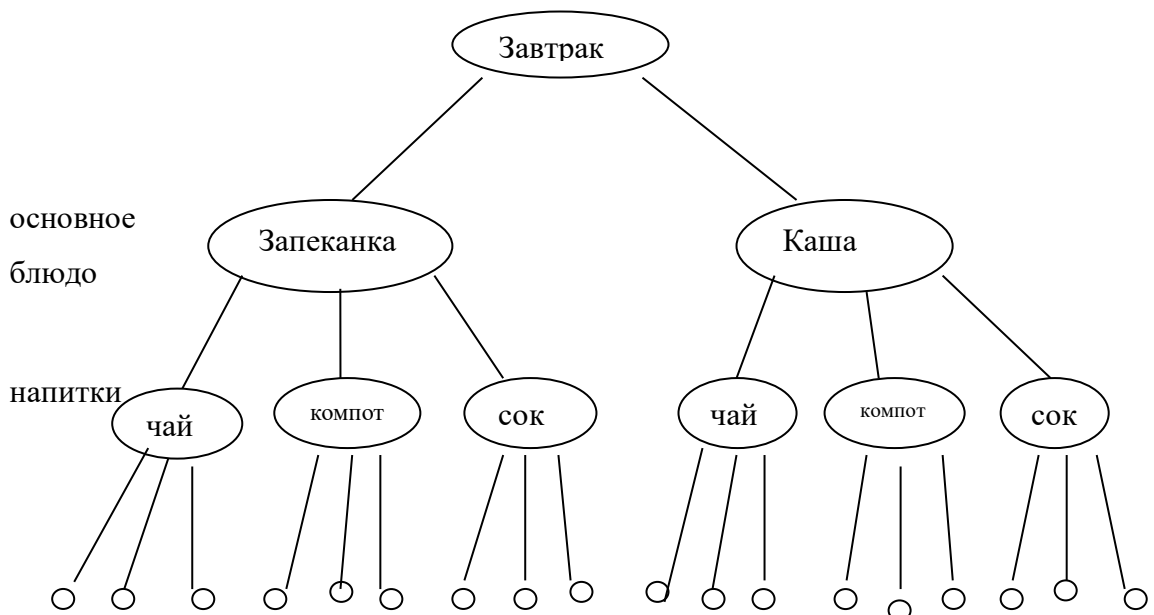 Завтрак
основное
блюдо
Запеканка
Каша
напитки
чай
компот
сок
чай
компот
сок